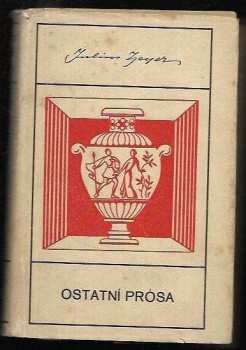 Julius Zeyer
OSTATNÍ PRÓSA